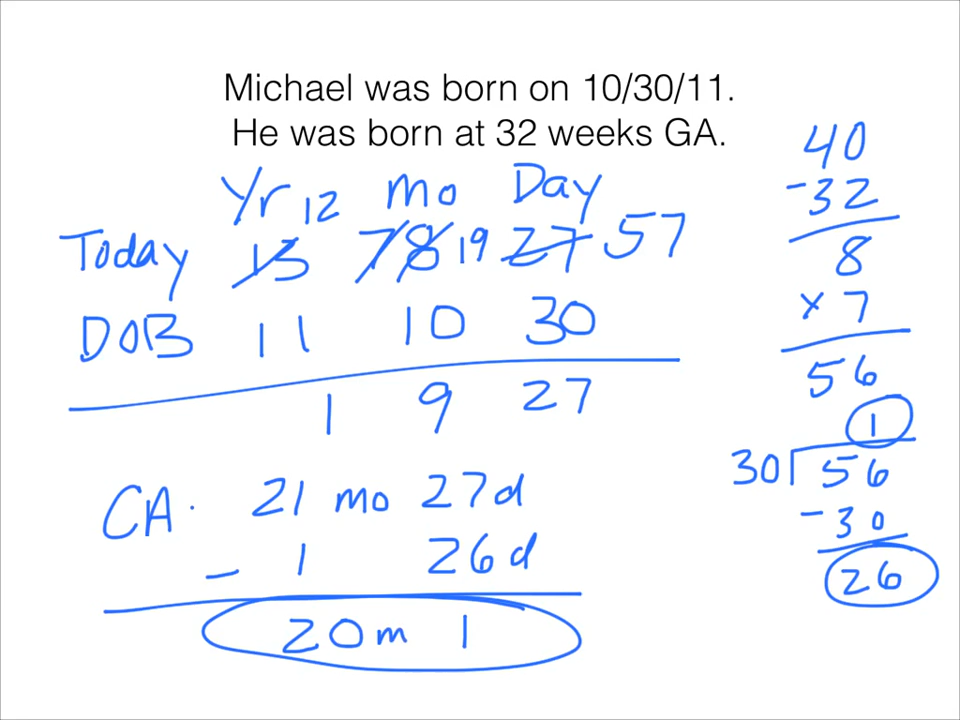 Michael was born on 10/30/11.
He was born at 32 weeks GA.
Yr 12 mo Day
Today 13 7 8 19 27 57
DOB 11 10 30
1 9 27
CA. 21 mo 27d
- 1 26d
20m 1
40
-32
8
x 7
56
1
30 56
-30
26